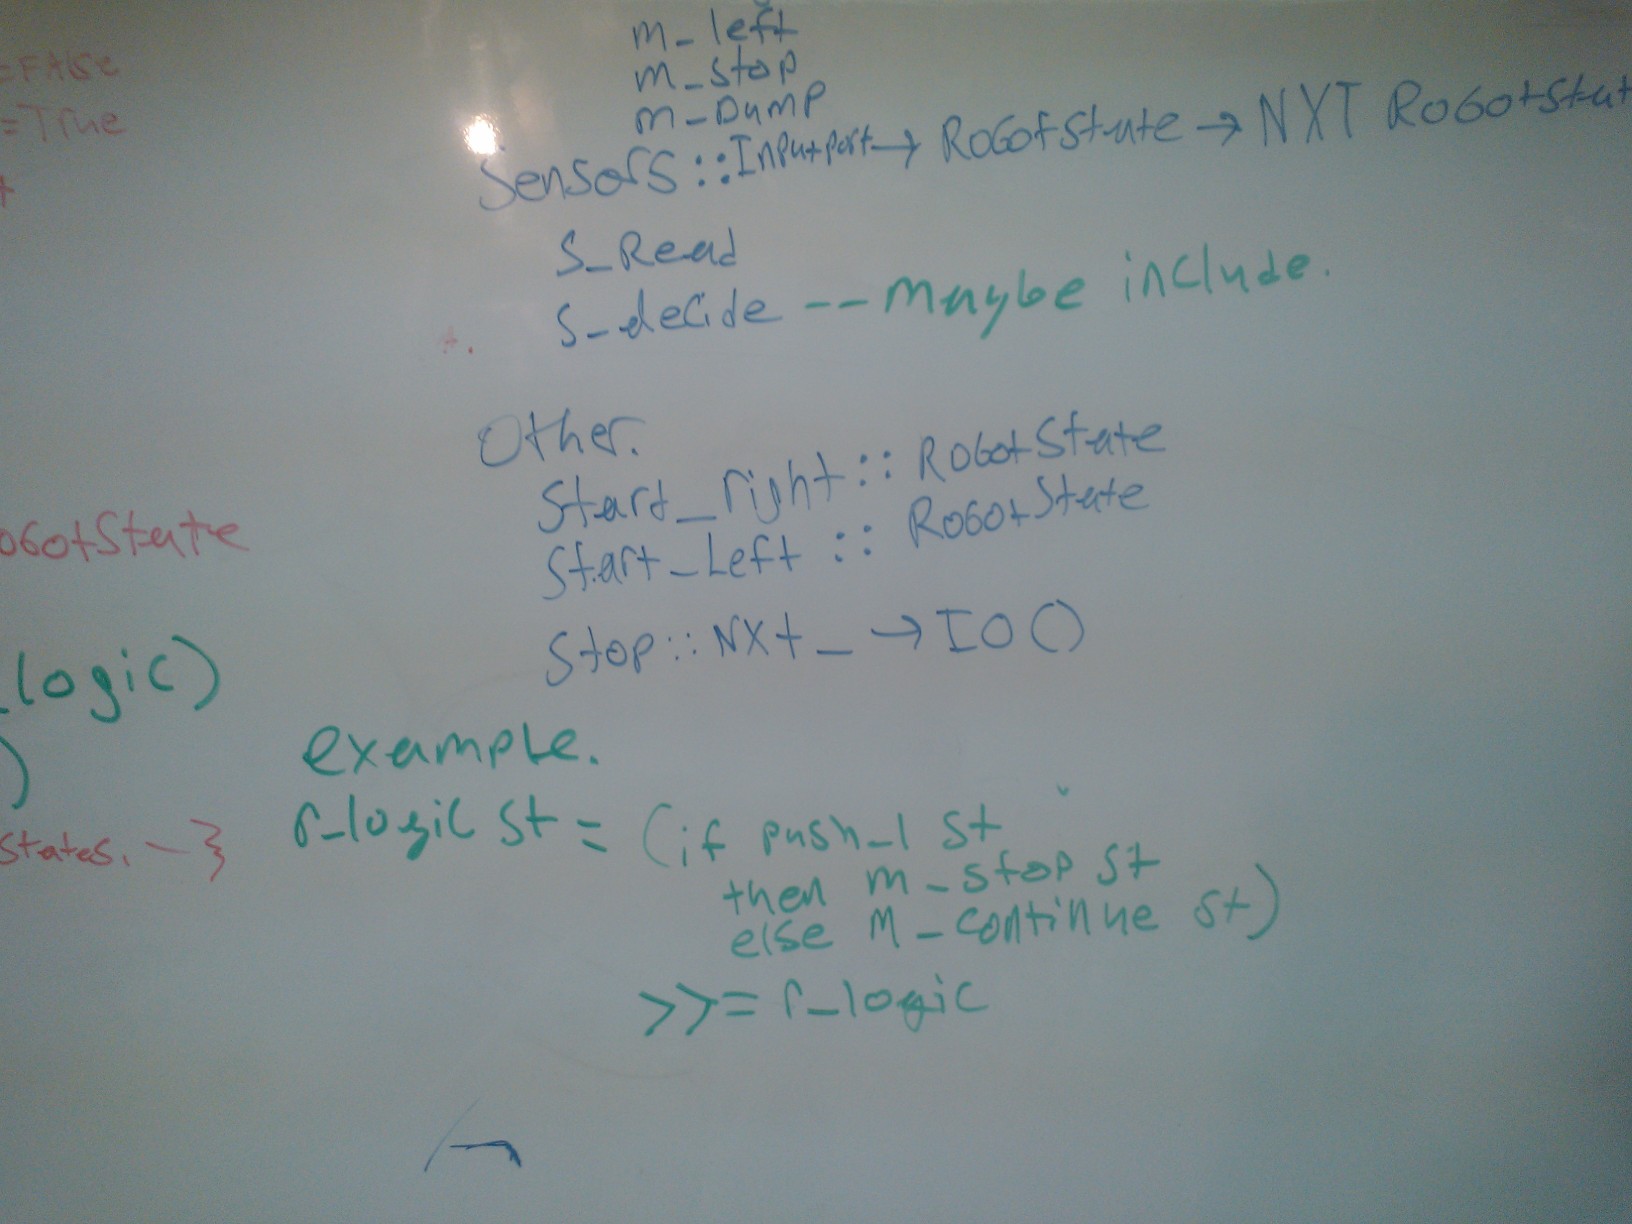 m_left
=FAlse
m_stop
=True
m_Dump
Sensors::Inputport→ RobotState → NXT RobotStat
S_Read
S_decide -- maybe include.
Other.
Start_right :: RobotState
Start_Left :: RobotState
obotState
Stop :: NXt _ → IO ()
_logic)
)
example.
r_logic st = (if push_1 st
States. -}
then m_stop st
else m_continue st)
>>= r_logic